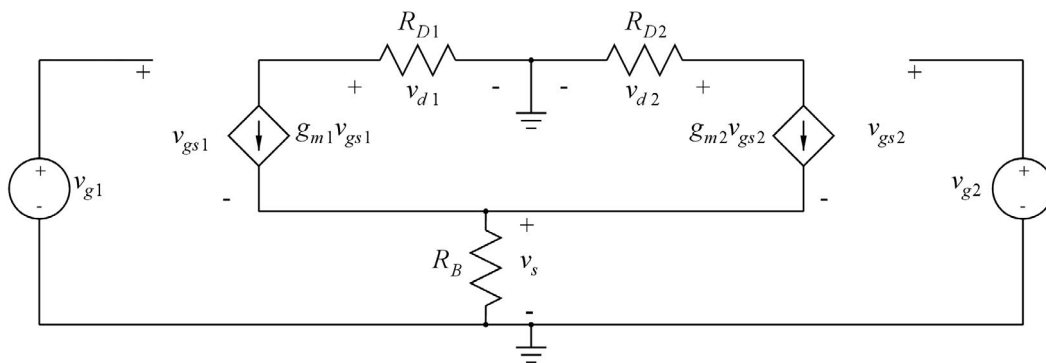 R_{D1} R_{D2}
+ + - - + +
v_{d1} v_{d2}
v_{gs1} g_{m1}v_{gs1} g_{m2}v_{gs2} v_{gs2}
+ v_{g1} - - - + v_{g2} -
+
R_B v_s
-